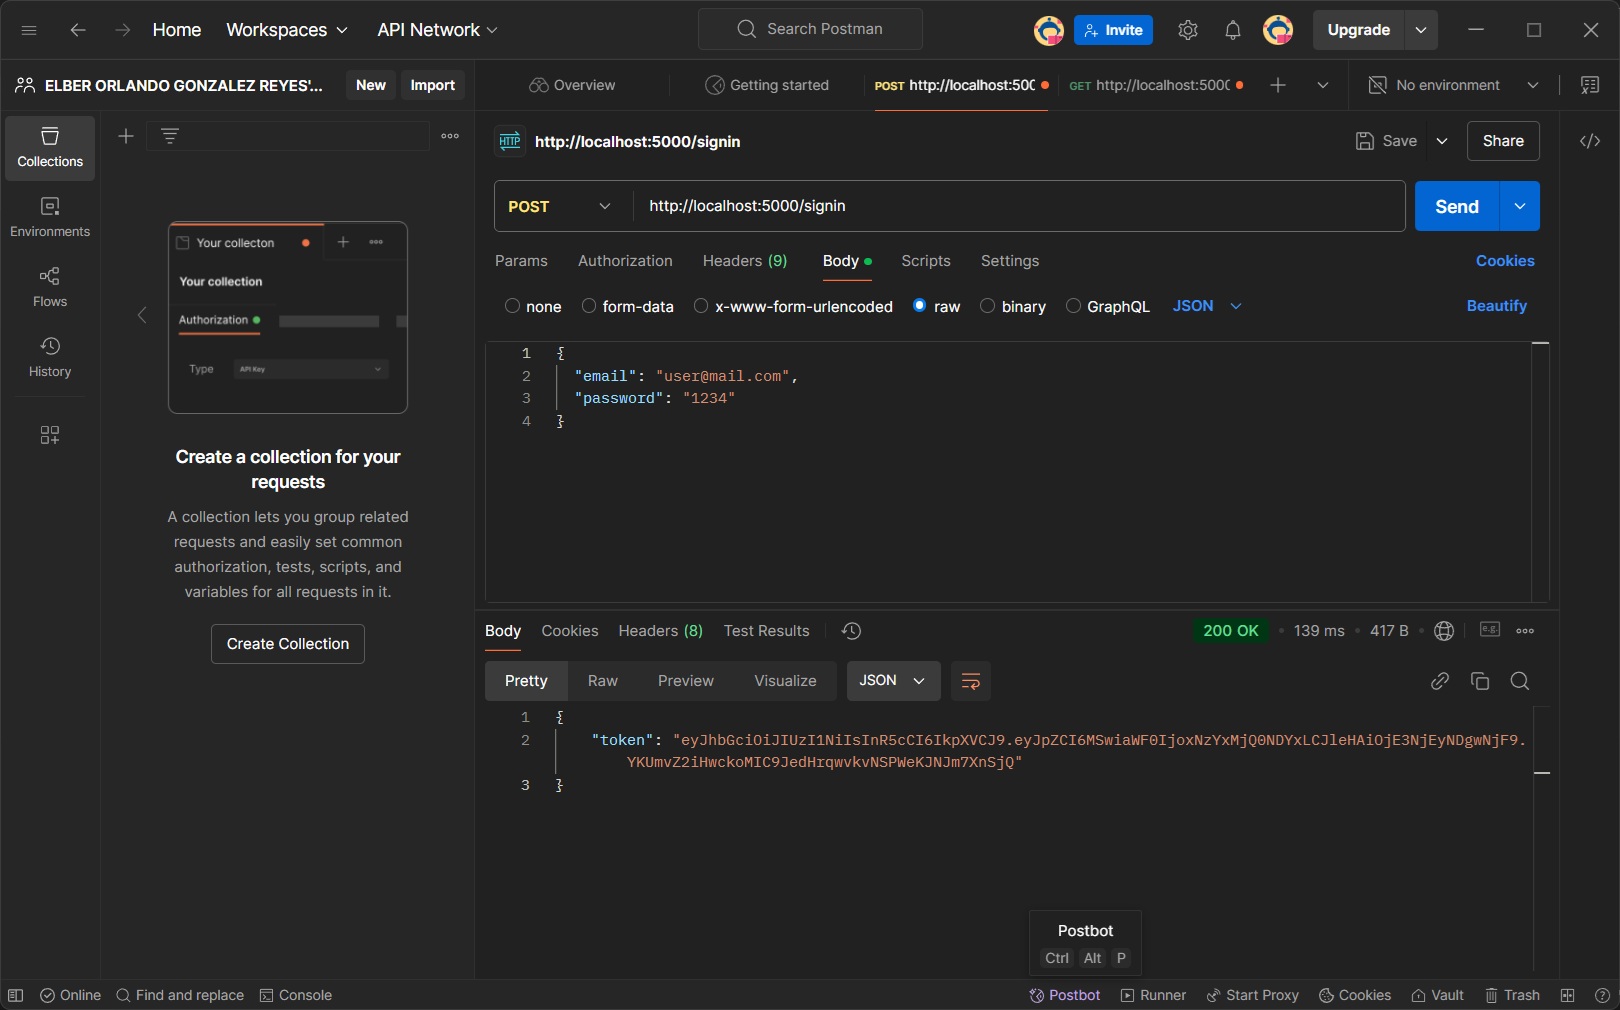 Home Workspaces API Network Search Postman Invite Upgrade
ELBER ORLANDO GONZALEZ REYES'... New Import Overview Getting started POST http://localhost:500 GET http://localhost:500 No environment
Collections
Environments
Flows
History
Your collecton
Your collection
Authorization
Type API Key
Create a collection for your
requests
A collection lets you group related
requests and easily set common
authorization, tests, scripts, and
variables for all requests in it.
Create Collection
HTTP http://localhost:5000/signin Save Share
POST http://localhost:5000/signin Send
Params Authorization Headers (9) Body Scripts Settings Cookies
none form-data x-www-form-urlencoded raw binary GraphQL JSON Beautify
1 {
2 "email": "user@mail.com",
3 "password": "1234"
4 }
Body Cookies Headers (8) Test Results 200 OK • 139 ms • 417 B • e.g.
Pretty Raw Preview Visualize JSON
1 {
2 "token": "eyJhbGciOiJIUzI1NiIsInR5cCI6IkpXVCJ9.eyJpZCI6MSwiaWF0IjoxNzYxMjQ0NDYxLCJleHAiOjE3NjEyNDgwNjF9.
YKUmvZ2iHwckoMIC9JedHrqwvkvNSPWeKJNJm7XnSjQ"
3 }
Postbot
Ctrl Alt P
Online Find and replace Console Postbot Runner Start Proxy Cookies Vault Trash